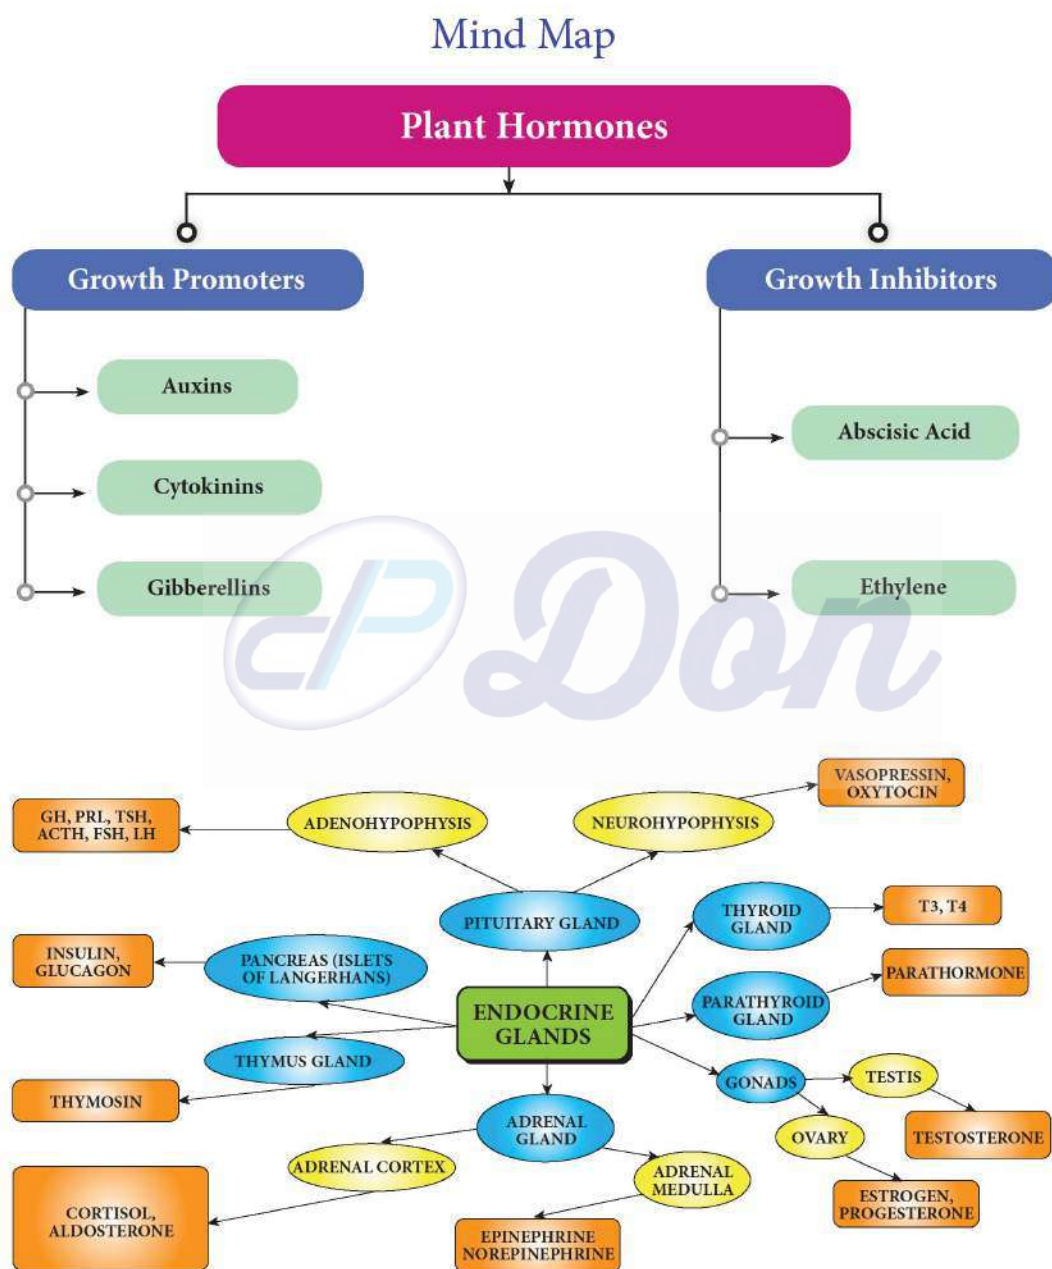 Mind Map
Plant Hormones
Growth Promoters
Growth Inhibitors
Auxins
Abscisic Acid
Cytokinins
Gibberellins
Ethylene
dP Don
VASOPRESSIN,
OXYTOCIN
GH, PRL, TSH,
ACTH, FSH, LH
ADENOHYPOPHYSIS
NEUROHYPOPHYSIS
PITUITARY GLAND
THYROID
GLAND
T3, T4
INSULIN,
GLUCAGON
PANCREAS (ISLETS
OF LANGERHANS)
PARATHYROID
GLAND
PARATHORMONE
ENDOCRINE
GLANDS
THYMUS GLAND
GONADS
TESTIS
THYMOSIN
ADRENAL
GLAND
OVARY
TESTOSTERONE
ADRENAL CORTEX
ADRENAL
MEDULLA
CORTISOL,
ALDOSTERONE
ESTROGEN,
PROGESTERONE
EPINEPHRINE
NOREPINEPHRINE